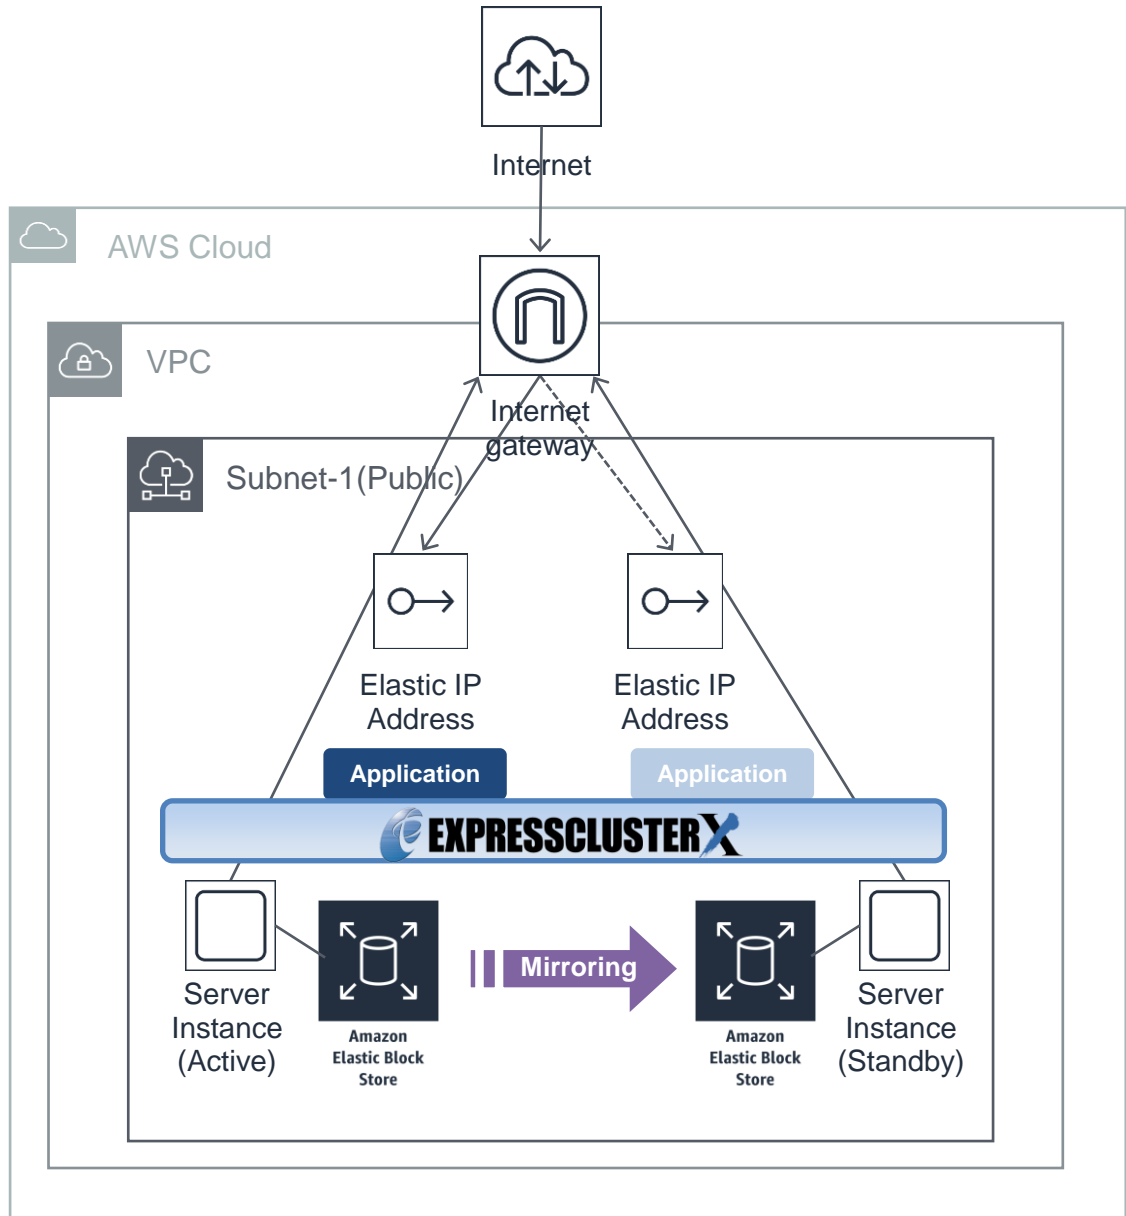 Internet
AWS Cloud
VPC
Internet
gateway
Subnet-1(Public)
Elastic IP
Address
Elastic IP
Address
Application
Application
EXPRESSCLUSTER X
Mirroring
Server
Instance
(Active)
Amazon
Elastic Block
Store
Amazon
Elastic Block
Store
Server
Instance
(Standby)